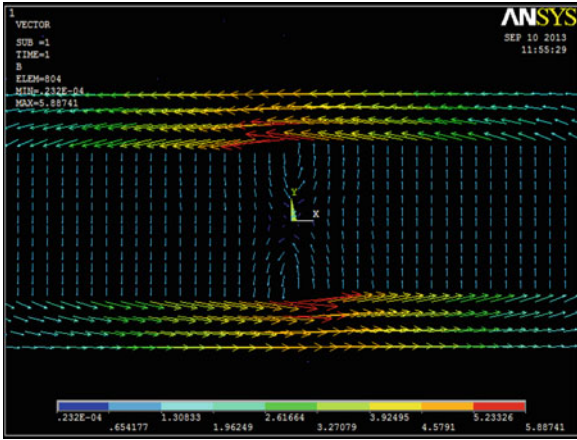 1
ANSYS
VECTOR
SEP 10 2013
SUB =1
11:55:29
TIME=1
B
ELEM=804
MIN=.232E-04
MAX=5.88741
Y
X
.232E-04 1.30833 2.61664 3.92495 5.23326
.654177 1.96249 3.27079 4.5791 5.88741